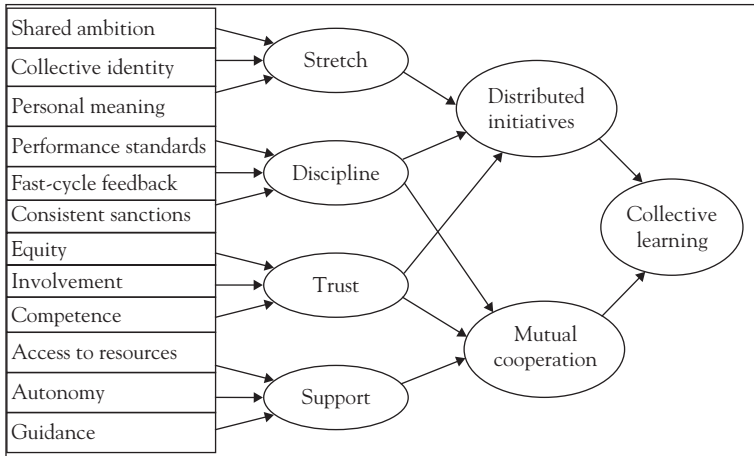 Shared ambition
Collective identity
Personal meaning
Performance standards
Fast-cycle feedback
Consistent sanctions
Equity
Involvement
Competence
Access to resources
Autonomy
Guidance
Stretch
Discipline
Trust
Support
Distributed
initiatives
Mutual
cooperation
Collective
learning